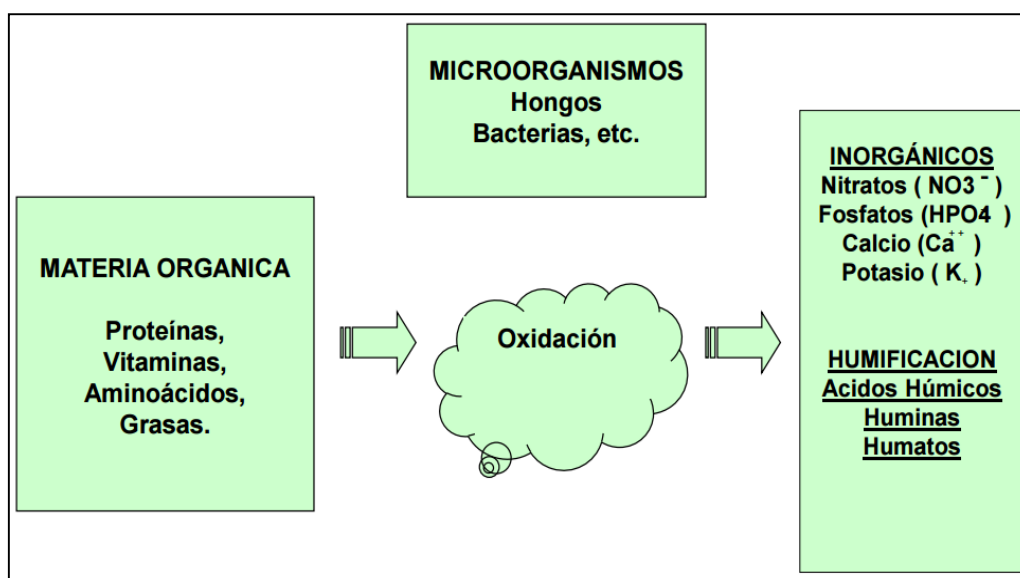 MICROORGANISMOS
Hongos
Bacterias, etc.
MATERIA ORGANICA
Proteínas,
Vitaminas,
Aminoácidos,
Grasas.
Oxidación
INORGÁNICOS
Nitratos ( NO3 ⁻ )
Fosfatos (HPO4 )
Calcio (Ca⁺⁺ )
Potasio ( K₊ )
HUMIFICACION
Acidos Húmicos
Huminas
Humatos